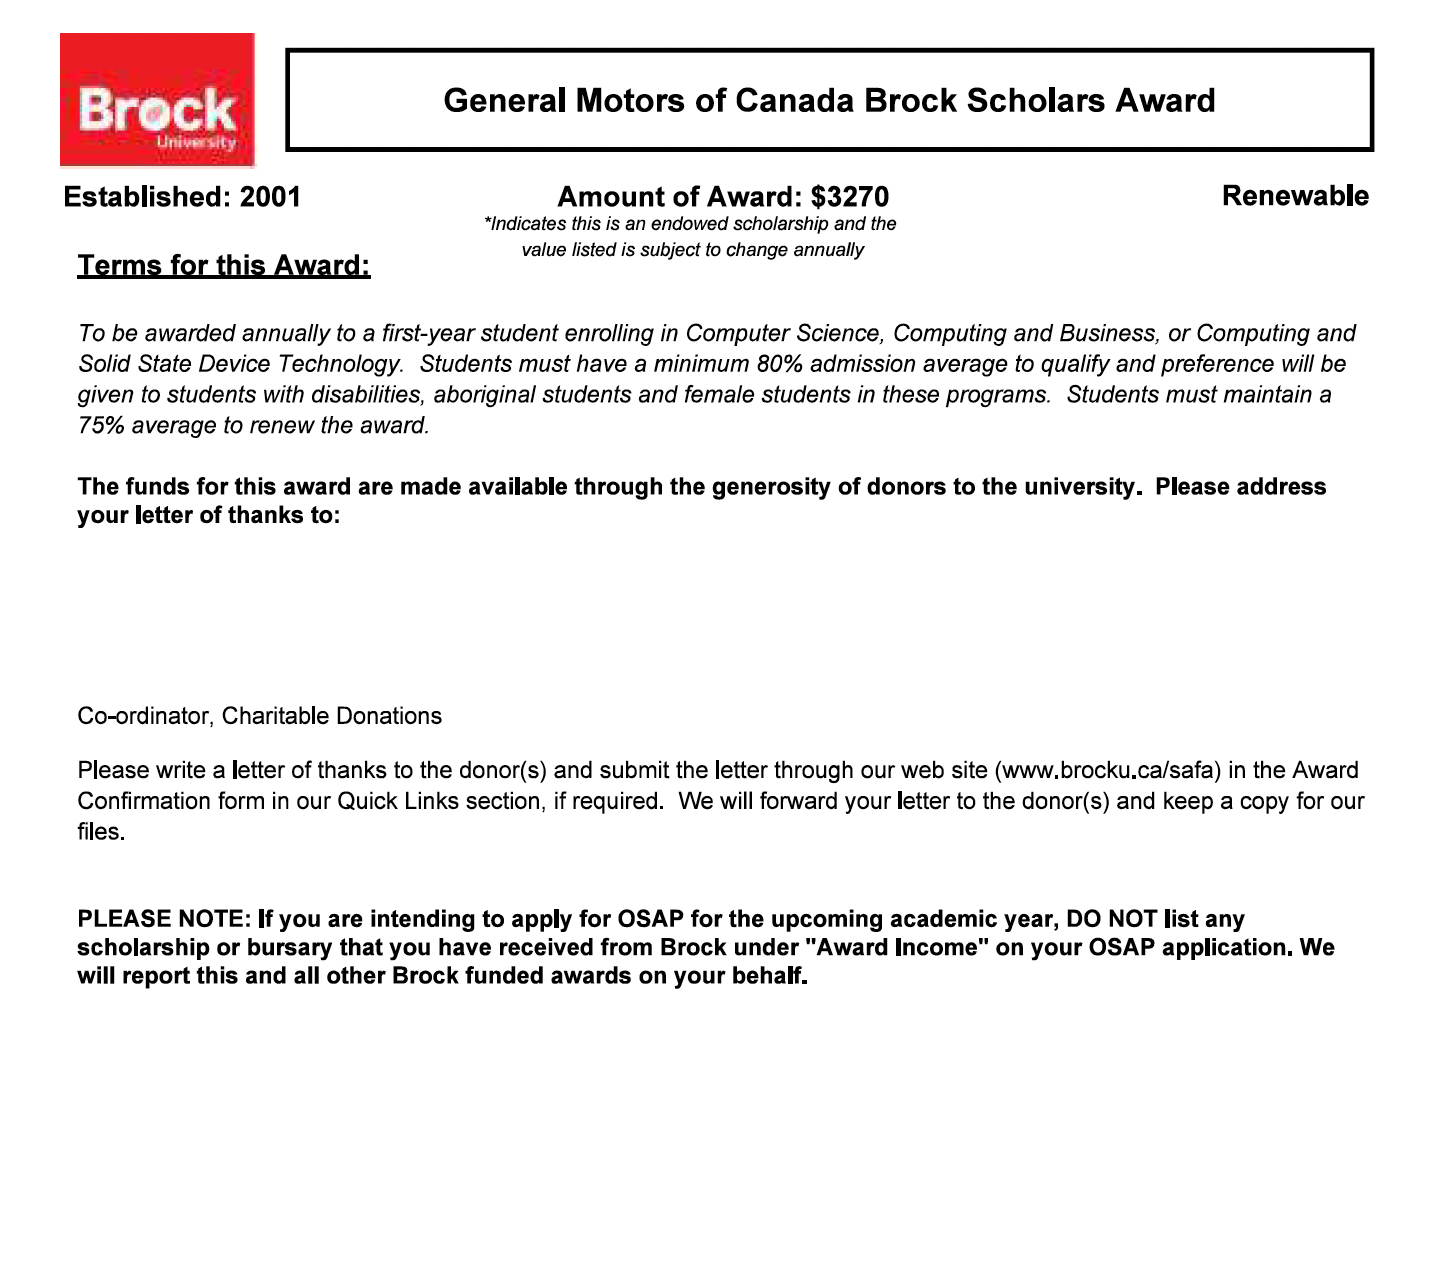 Brock
University
General Motors of Canada Brock Scholars Award
Established: 2001
Amount of Award: $3270
Renewable
*Indicates this is an endowed scholarship and the
value listed is subject to change annually
Terms for this Award:
To be awarded annually to a first-year student enrolling in Computer Science, Computing and Business, or Computing and
Solid State Device Technology.  Students must have a minimum 80% admission average to qualify and preference will be
given to students with disabilities, aboriginal students and female students in these programs.  Students must maintain a
75% average to renew the award.
The funds for this award are made available through the generosity of donors to the university.  Please address
your letter of thanks to:
Co-ordinator, Charitable Donations
Please write a letter of thanks to the donor(s) and submit the letter through our web site (www.brocku.ca/safa) in the Award
Confirmation form in our Quick Links section, if required.  We will forward your letter to the donor(s) and keep a copy for our
files.
PLEASE NOTE: If you are intending to apply for OSAP for the upcoming academic year, DO NOT list any
scholarship or bursary that you have received from Brock under "Award Income" on your OSAP application. We
will report this and all other Brock funded awards on your behalf.